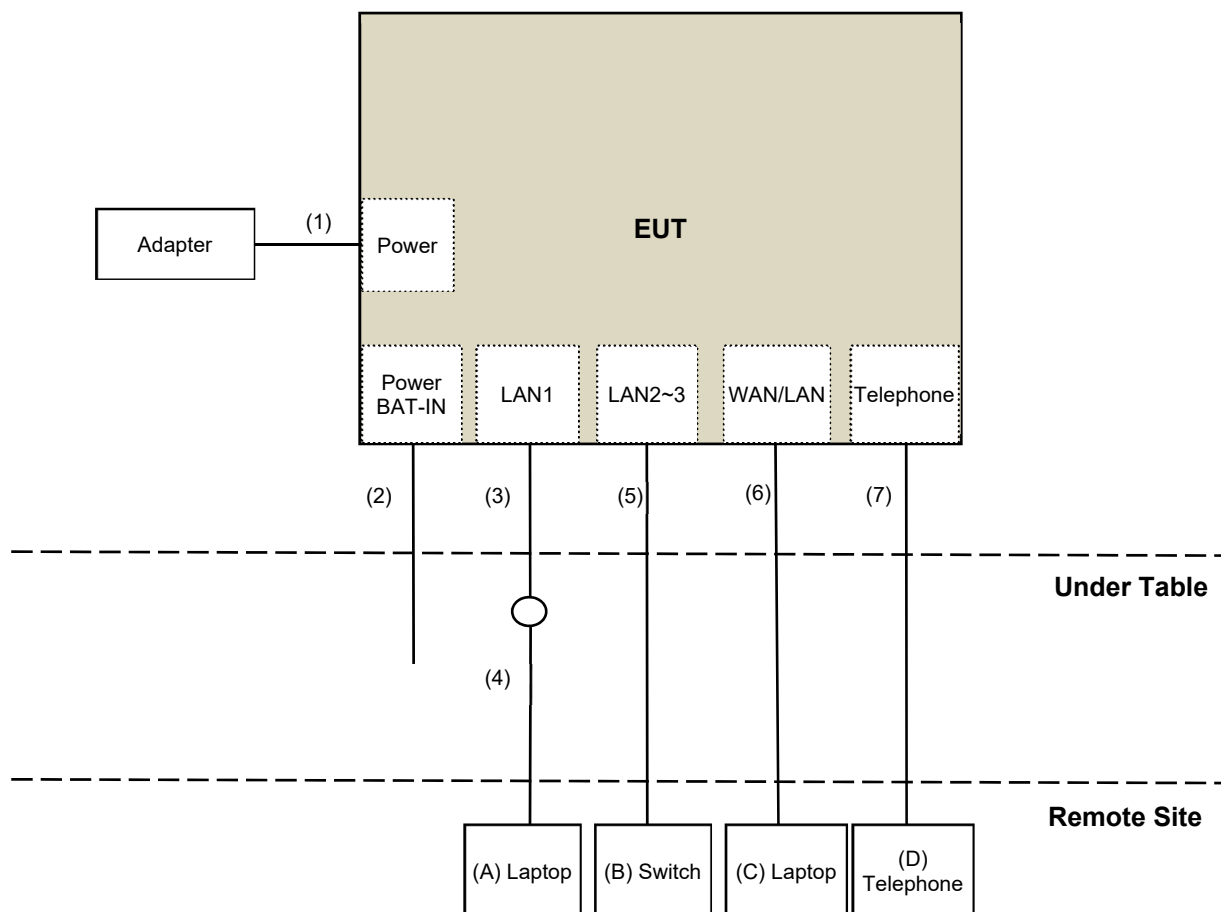 (1)
EUT
Adapter
Power
Power
BAT-IN
LAN1
LAN2~3
WAN/LAN
Telephone
(2)
(3)
(5)
(6)
(7)
Under Table
(4)
Remote Site
(A) Laptop
(B) Switch
(C) Laptop
(D)
Telephone